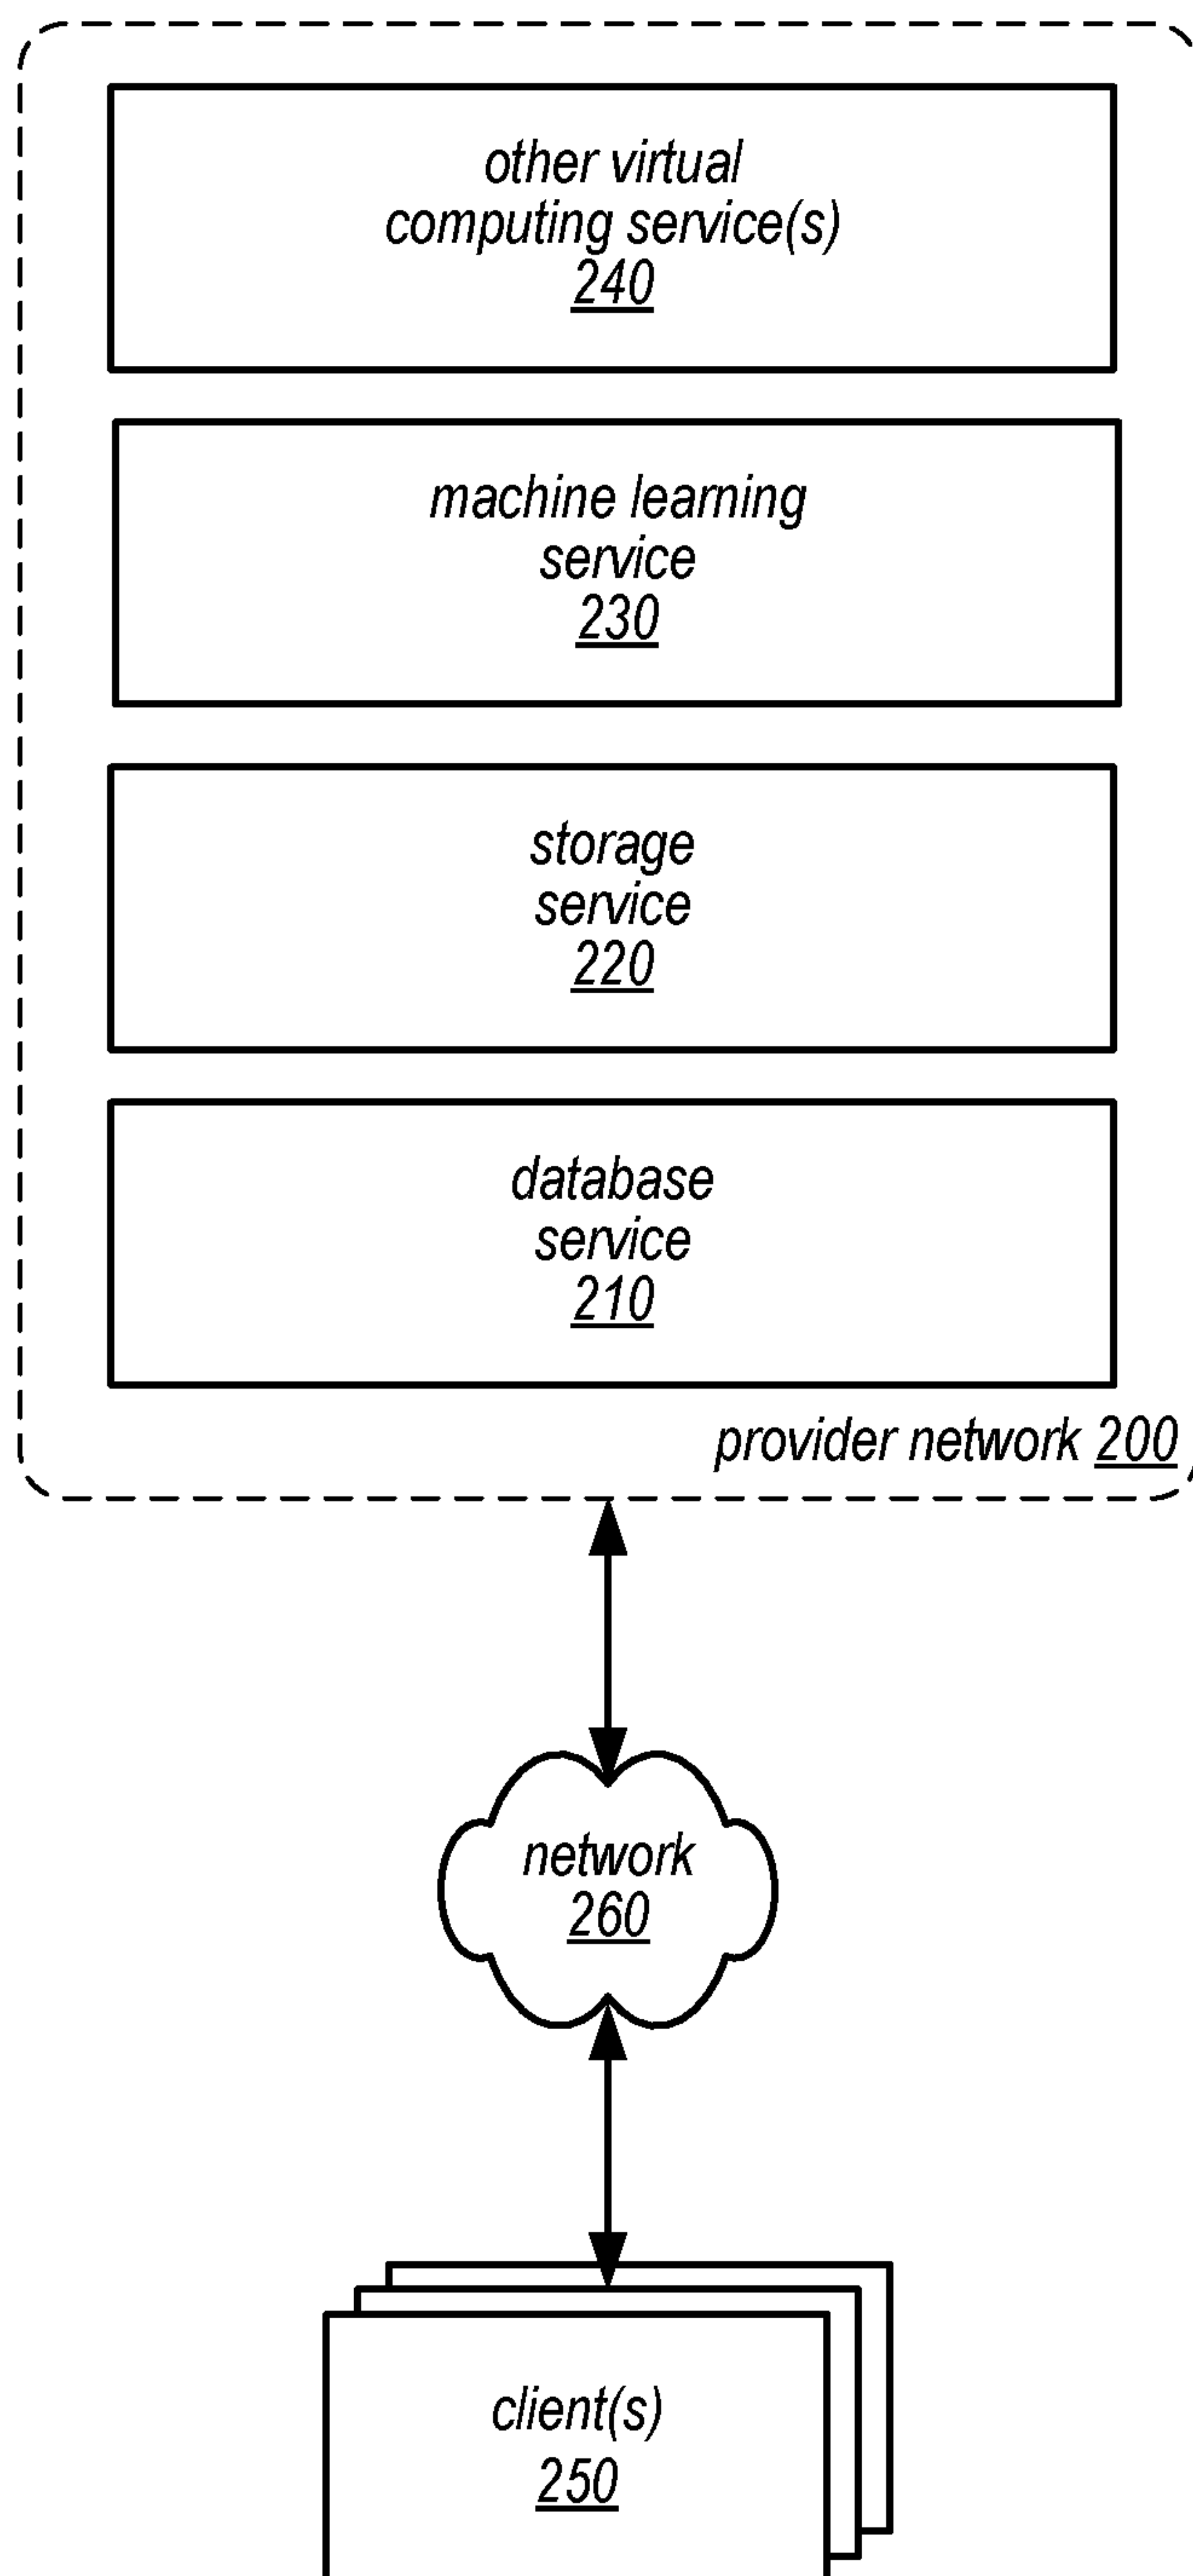 other virtual
computing service(s)
240
machine learning
service
230
storage
service
220
database
service
210
provider network 200
network
260
client(s)
250